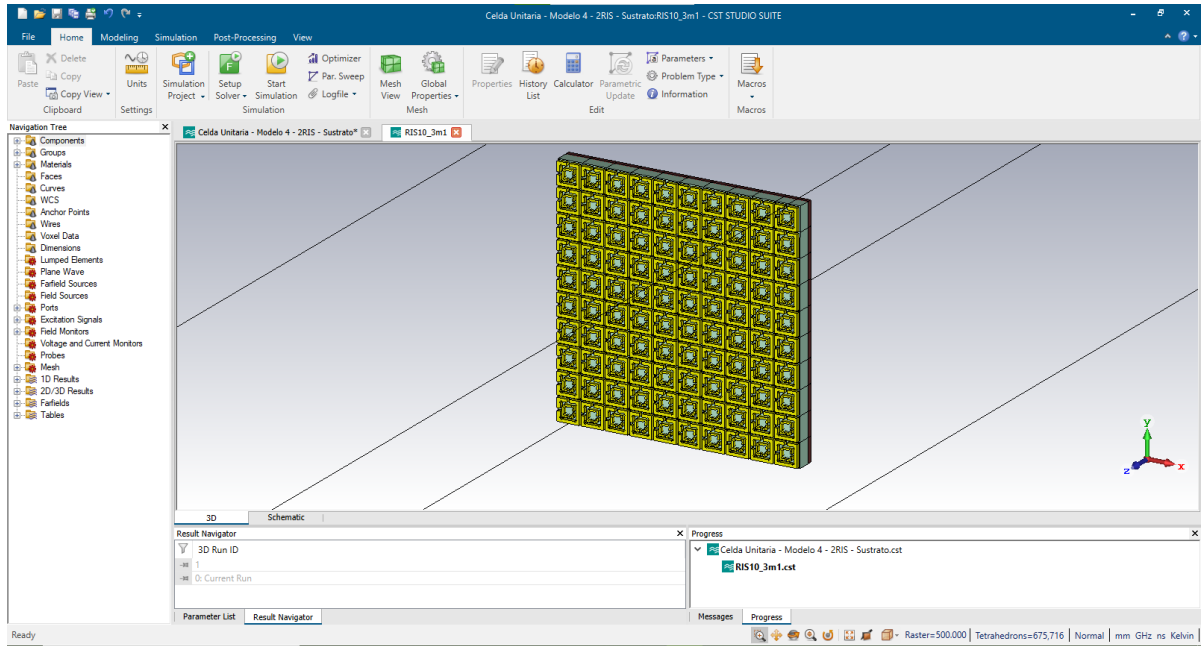 Celda Unitaria - Modelo 4 - 2RIS - Sustrato:RIS10_3m1 - CST STUDIO SUITE
File Home Modeling Simulation Post-Processing View
Paste
Delete
Copy
Copy View
Clipboard
Units
Settings
Simulation Project
Setup Solver
Start Simulation
Optimizer
Par. Sweep
Logfile
Simulation
Mesh View
Global Properties
Mesh
Properties
History List
Calculator
Parametric Update
Parameters
Problem Type
Information
Edit
Macros
Macros
Navigation Tree
Components
Groups
Materials
Faces
Curves
WCS
Anchor Points
Wires
Voxel Data
Dimensions
Lumped Elements
Plane Wave
Farfield Sources
Field Sources
Ports
Excitation Signals
Field Monitors
Voltage and Current Monitors
Probes
Mesh
1D Results
2D/3D Results
Farfields
Tables
Celda Unitaria - Modelo 4 - 2RIS - Sustrato* RIS10_3m1
y
z x
3D Schematic
Result Navigator
3D Run ID
1
0: Current Run
Parameter List Result Navigator
Progress
Celda Unitaria - Modelo 4 - 2RIS - Sustrato.cst
RIS10_3m1.cst
Messages Progress
Ready
Raster=500.000 Tetrahedrons=675,716 Normal mm GHz ns Kelvin